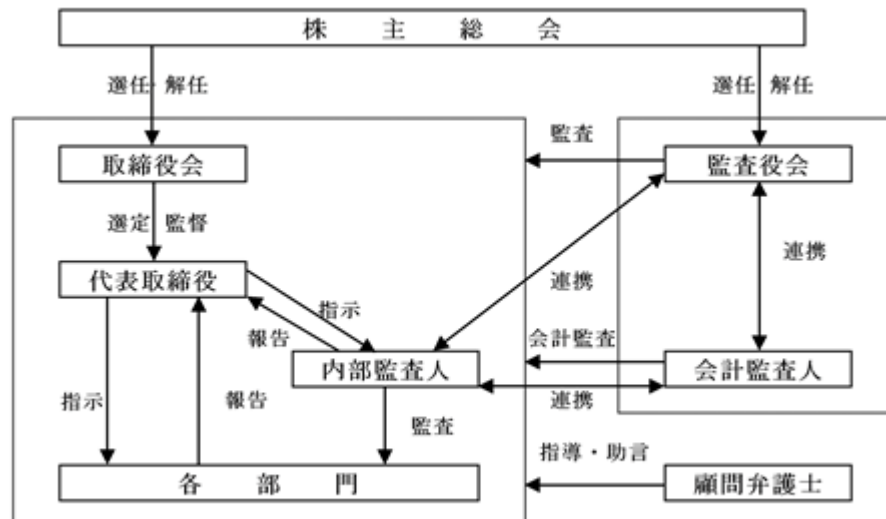 株主総会
選任・解任
選任 解任
取締役会
監査
監査役会
選定 監督
連携
代表取締役
指示
連携
報告
会計監査
内部監査人
会計監査人
指示
報告
監査
連携
指導・助言
各部門
顧問弁護士